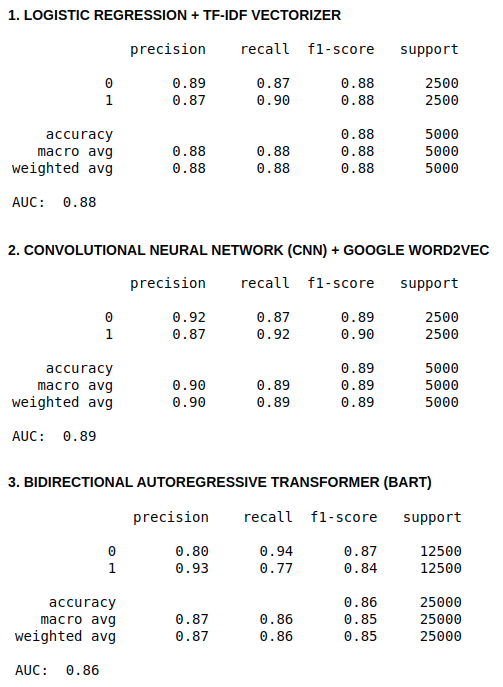 1. LOGISTIC REGRESSION + TF-IDF VECTORIZER
precision recall f1-score support
0 0.89 0.87 0.88 2500
1 0.87 0.90 0.88 2500
accuracy 0.88 5000
macro avg 0.88 0.88 0.88 5000
weighted avg 0.88 0.88 0.88 5000
AUC: 0.88
2. CONVOLUTIONAL NEURAL NETWORK (CNN) + GOOGLE WORD2VEC
precision recall f1-score support
0 0.92 0.87 0.89 2500
1 0.87 0.92 0.90 2500
accuracy 0.89 5000
macro avg 0.90 0.89 0.89 5000
weighted avg 0.90 0.89 0.89 5000
AUC: 0.89
3. BIDIRECTIONAL AUTOREGRESSIVE TRANSFORMER (BART)
precision recall f1-score support
0 0.80 0.94 0.87 12500
1 0.93 0.77 0.84 12500
accuracy 0.86 25000
macro avg 0.87 0.86 0.85 25000
weighted avg 0.87 0.86 0.85 25000
AUC: 0.86